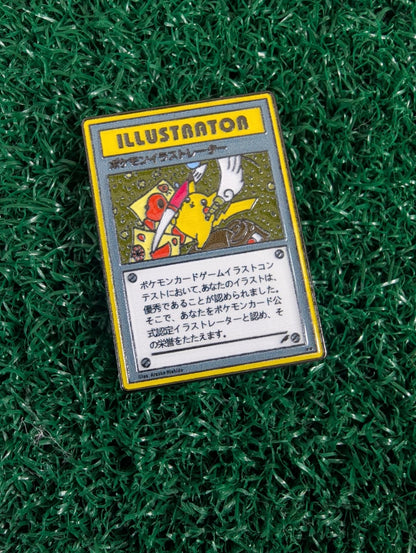 ILLUSTRATOR
ポケモンイラストレーター
ポケモンカードゲームイラストコン
テストにおいて、あなたのイラストは、
優秀であることが認められました。
そこで、あなたをポケモンカード公
式認定イラストレーターと認め、そ
の栄誉をたたえます。
Illus. Atsuko Nishida